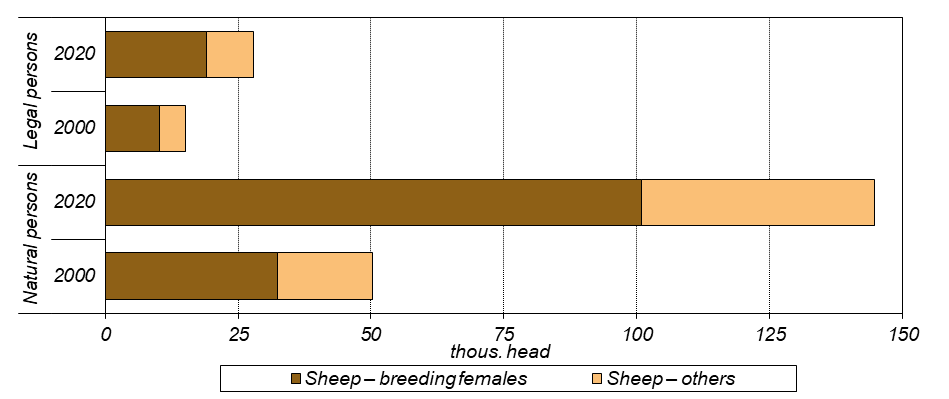 Legal persons
2020
2000
Natural persons
2020
2000
0 25 50 75 100 125 150
thous. head
Sheep – breeding females Sheep – others